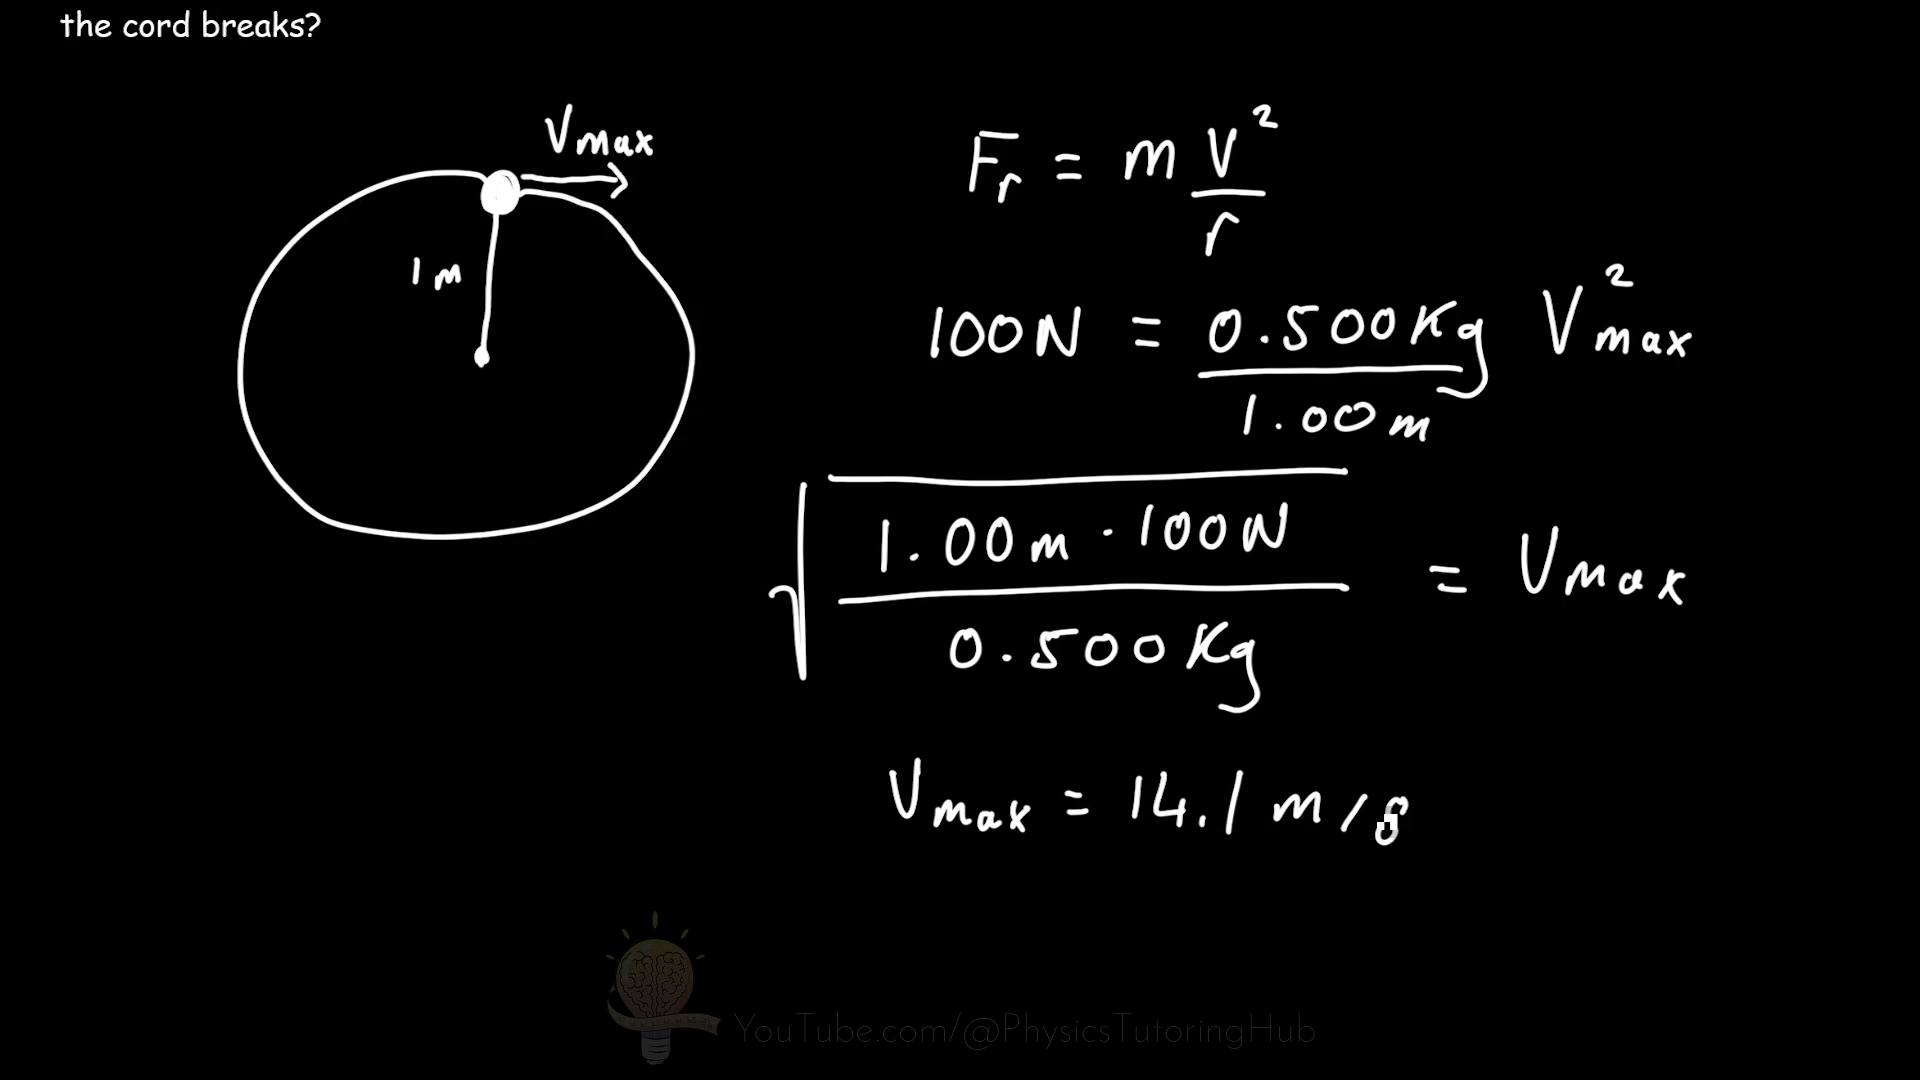 the cord breaks?
Vmax
1m
Fr = m v²/r
100N = 0.500Kg/1.00m V²max
√(1.00m · 100N / 0.500Kg) = Vmax
Vmax = 14.1 m/s
YouTube.com/@PhysicsTutoringHub